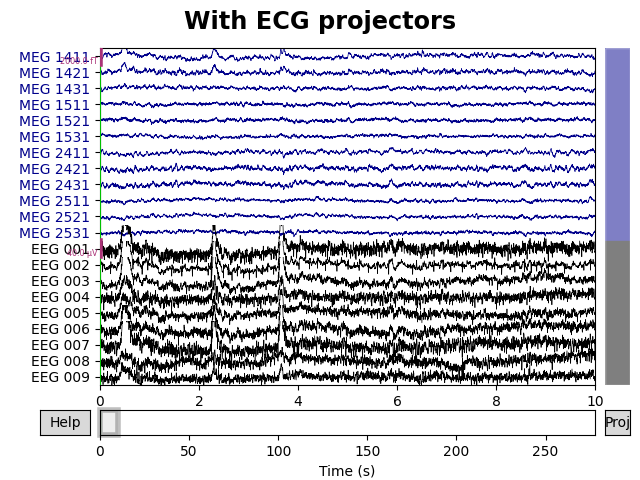 With ECG projectors
MEG 1411
MEG 1421
MEG 1431
MEG 1511
MEG 1521
MEG 1531
MEG 2411
MEG 2421
MEG 2431
MEG 2511
MEG 2521
MEG 2531
EEG 001
EEG 002
EEG 003
EEG 004
EEG 005
EEG 006
EEG 007
EEG 008
EEG 009
0 2 4 6 8 10
Help
Proj
0 50 100 150 200 250
Time (s)